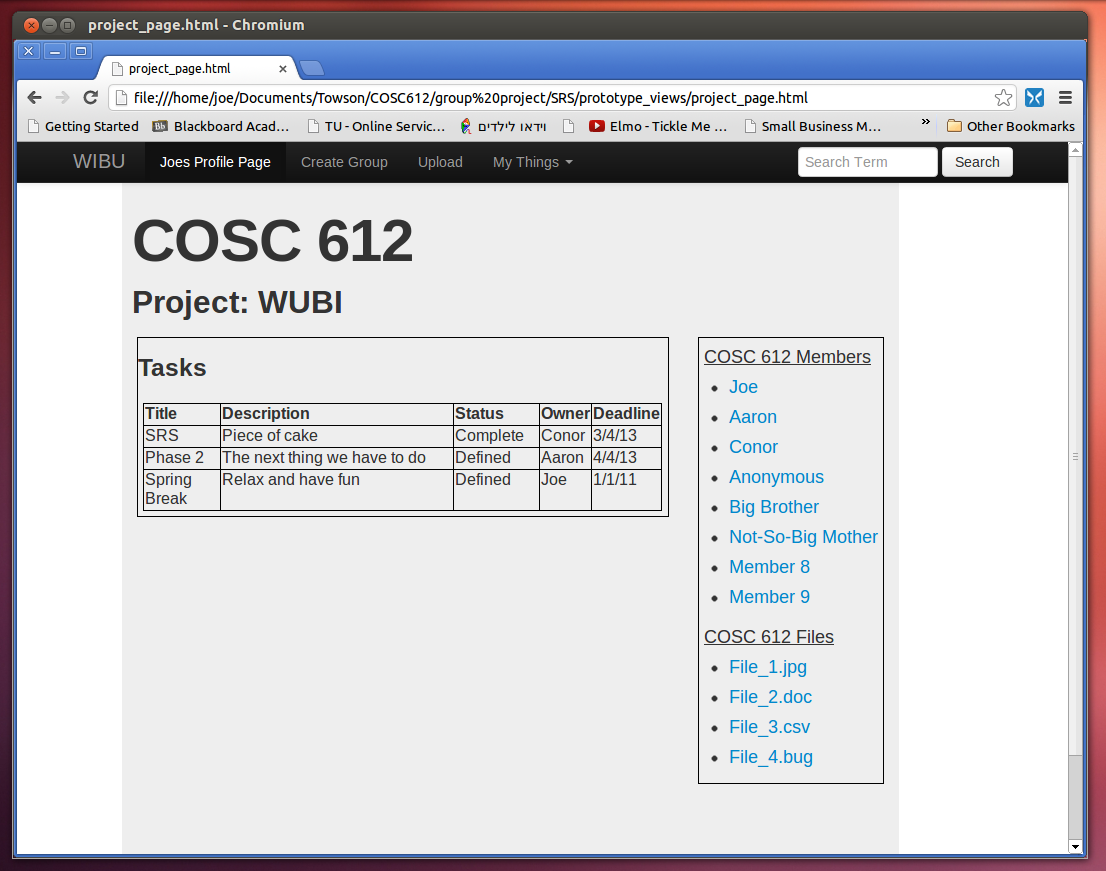 project_page.html - Chromium
project_page.html
file:///home/joe/Documents/Towson/COSC612/group%20project/SRS/prototype_views/project_page.html
Getting Started Bb Blackboard Acad... TU - Online Servic... וידאו לילדים Elmo - Tickle Me ... Small Business M... » Other Bookmarks
WIBU Joes Profile Page Create Group Upload My Things Search Term Search
COSC 612
Project: WUBI
Tasks
Title Description Status Owner Deadline
SRS Piece of cake Complete Conor 3/4/13
Phase 2 The next thing we have to do Defined Aaron 4/4/13
Spring Relax and have fun Defined Joe 1/1/11
Break
COSC 612 Members
Joe
Aaron
Conor
Anonymous
Big Brother
Not-So-Big Mother
Member 8
Member 9
COSC 612 Files
File_1.jpg
File_2.doc
File_3.csv
File_4.bug